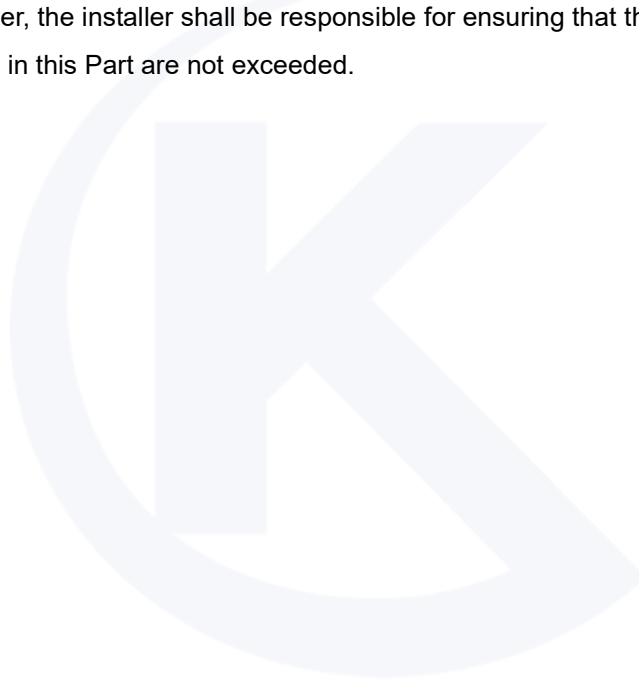 er, the installer shall be responsible for ensuring that th
in this Part are not exceeded.